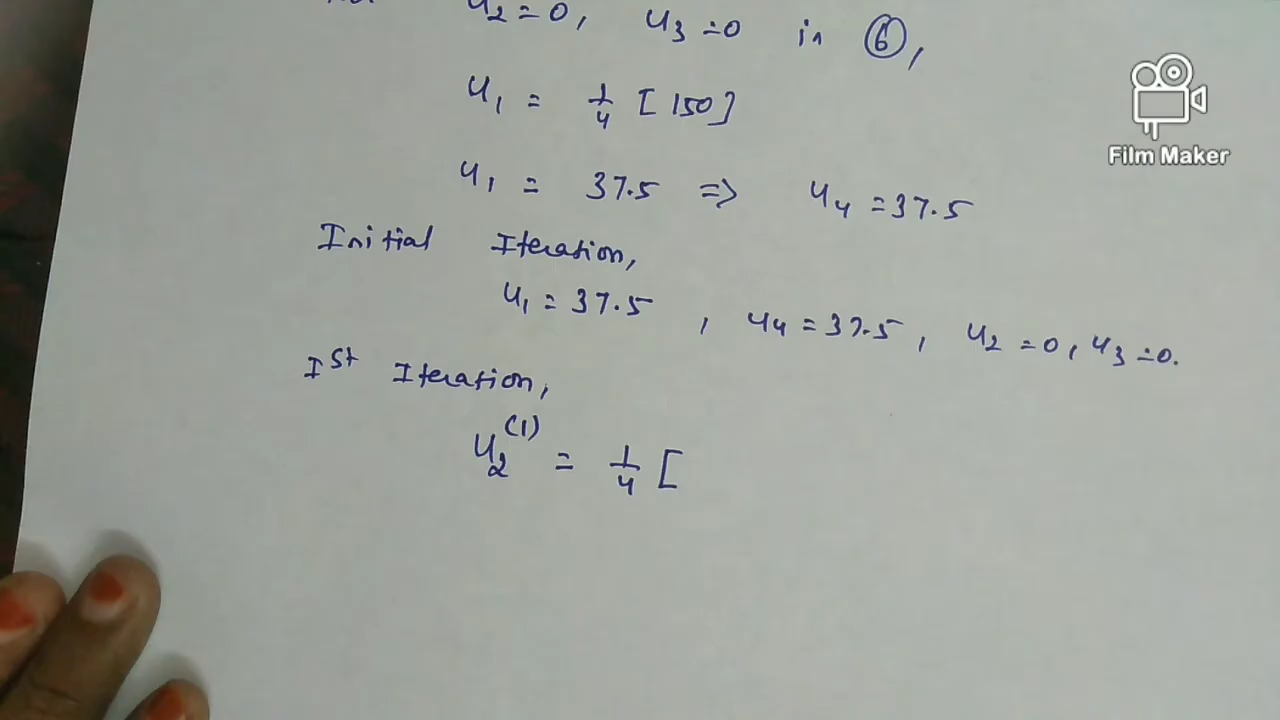 u2 = 0, u3 = 0 in ⑥,
u1 = 1/4 [150]
u1 = 37.5 => u4 = 37.5
Initial Iteration,
u1 = 37.5, u4 = 37.5, u2 = 0, u3 = 0.
Ist Iteration,
u2^(1) = 1/4 [
Film Maker